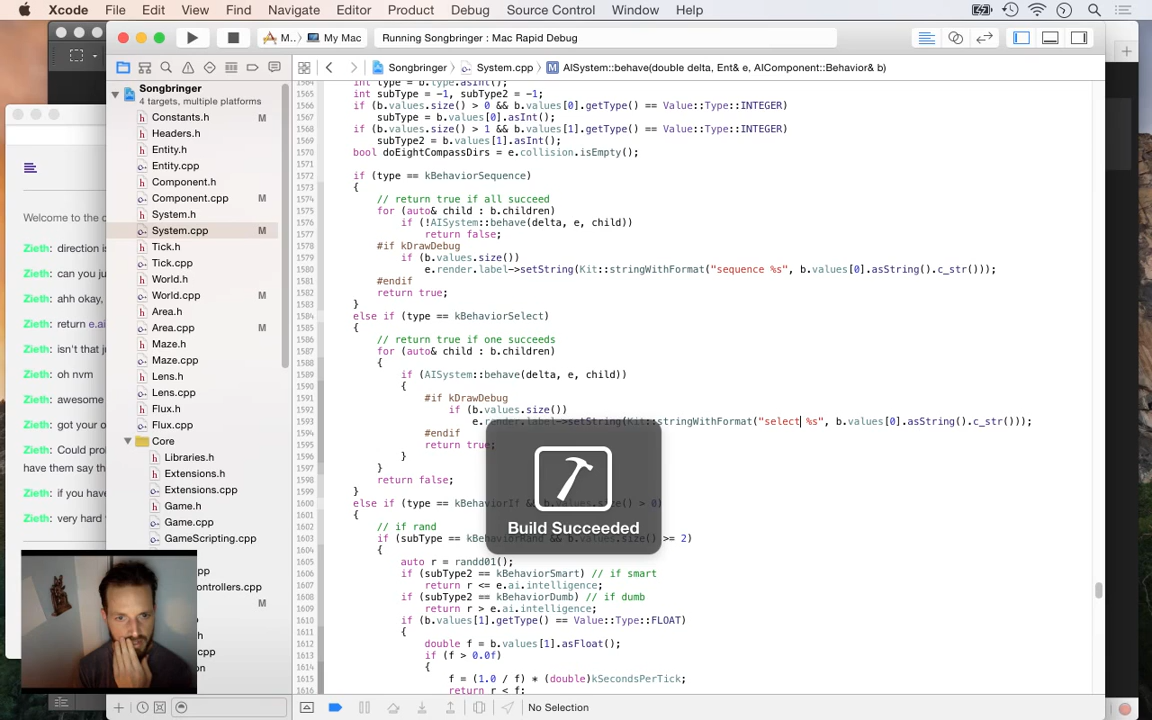 Xcode File Edit View Find Navigate Editor Product Debug Source Control Window Help
M.. My Mac Running Songbringer : Mac Rapid Debug
Songbringer System.cpp M AISystem::behave(double delta, Ent& e, AIComponent::Behavior& b)
Songbringer
4 targets, multiple platforms
Constants.h M
Headers.h
Entity.h
Entity.cpp
Component.h
Component.cpp M
System.h
System.cpp M
Tick.h
Tick.cpp
World.h
World.cpp M
Area.h
Area.cpp M
Maze.h
Maze.cpp
Lens.h
Lens.cpp
Flux.h
Flux.cpp
Core
Libraries.h
Extensions.h
Extensions.cpp
Game.h
Game.cpp
GameScripting.cpp
pp
ontrollers.cpp
M
s.h
Welcome to the c
Zieth: direction is
Zieth: can you ju
Zieth: ahh okay,
Zieth: return e.ai
Zieth: isn't that ju
Zieth: oh nvm
Zieth: awesome
Zieth: got your o
Zieth: Could prol
have them say th
Zieth: if you have
Zieth: very hard
1564 int type = b.type.asInt();
1565 int subType = -1, subType2 = -1;
1566 if (b.values.size() > 0 && b.values[0].getType() == Value::Type::INTEGER)
1567 subType = b.values[0].asInt();
1568 if (b.values.size() > 1 && b.values[1].getType() == Value::Type::INTEGER)
1569 subType2 = b.values[1].asInt();
1570 bool doEightCompassDirs = e.collision.isEmpty();
1571
1572 if (type == kBehaviorSequence)
1573 {
1574 // return true if all succeed
1575 for (auto& child : b.children)
1576 if (!AISystem::behave(delta, e, child))
1577 return false;
1578 #if kDrawDebug
1579 if (b.values.size())
1580 e.render.label->setString(Kit::stringWithFormat("sequence %s", b.values[0].asString().c_str()));
1581 #endif
1582 return true;
1583 }
1584 else if (type == kBehaviorSelect)
1585 {
1586 // return true if one succeeds
1587 for (auto& child : b.children)
1588 {
1589 if (AISystem::behave(delta, e, child))
1590 {
1591 #if kDrawDebug
1592 if (b.values.size())
1593 e.render.label->setString(Kit::stringWithFormat("select %s", b.values[0].asString().c_str()));
1594 #endif
1595 return true;
1596 }
1597 }
1598 return false;
1599 }
1600 else if (type == kBehaviorIf && b.values.size() > 0)
1601 {
1602 // if rand
1603 if (subType == kBehaviorRand && b.values.size() >= 2)
1604 {
1605 auto r = randd01();
1606 if (subType2 == kBehaviorSmart) // if smart
1607 return r <= e.ai.intelligence;
1608 if (subType2 == kBehaviorDumb) // if dumb
1609 return r > e.ai.intelligence;
1610 if (b.values[1].getType() == Value::Type::FLOAT)
1611 {
1612 double f = b.values[1].asFloat();
1613 if (f > 0.0f)
1614 {
1615 f = (1.0 / f) * (double)kSecondsPerTick;
1616 return r < f;
Build Succeeded
No Selection